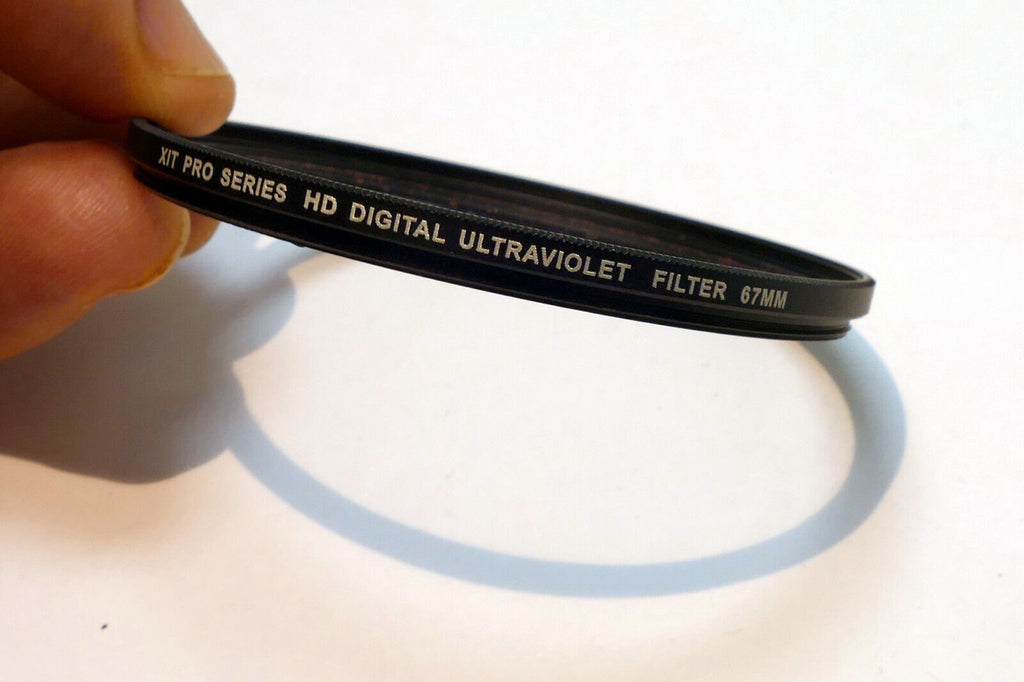 XIT PRO SERIES HD DIGITAL ULTRAVIOLET FILTER 67MM